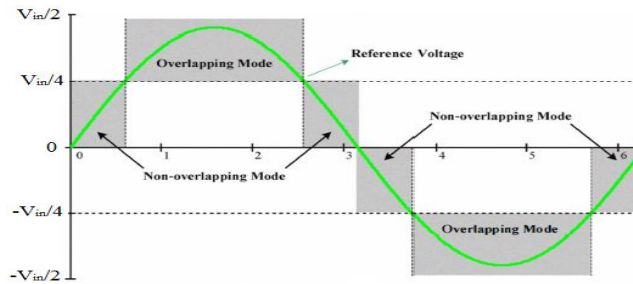 Vin/2
Reference Voltage
Overlapping Mode
Vin/4
Non-overlapping Mode
0
0 1 2 3 4 5 6
Non-overlapping Mode
-Vin/4
Overlapping Mode
-Vin/2